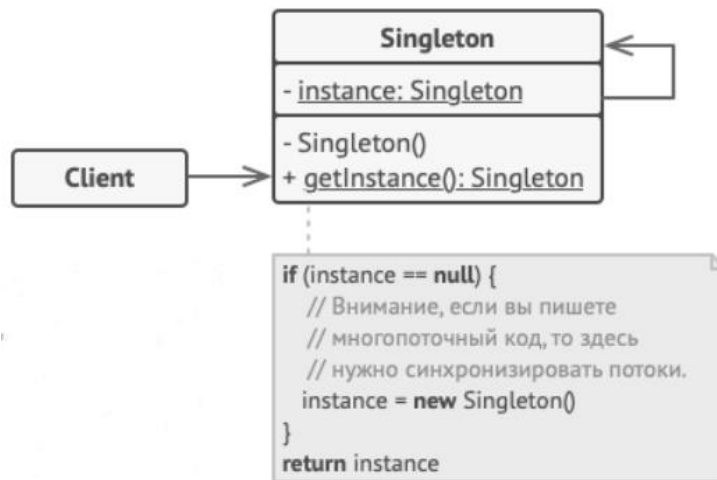 Singleton
- instance: Singleton
- Singleton()
+ getInstance(): Singleton
Client
if (instance == null) {
// Внимание, если вы пишете
// многопоточный код, то здесь
// нужно синхронизировать потоки.
instance = new Singleton()
}
return instance